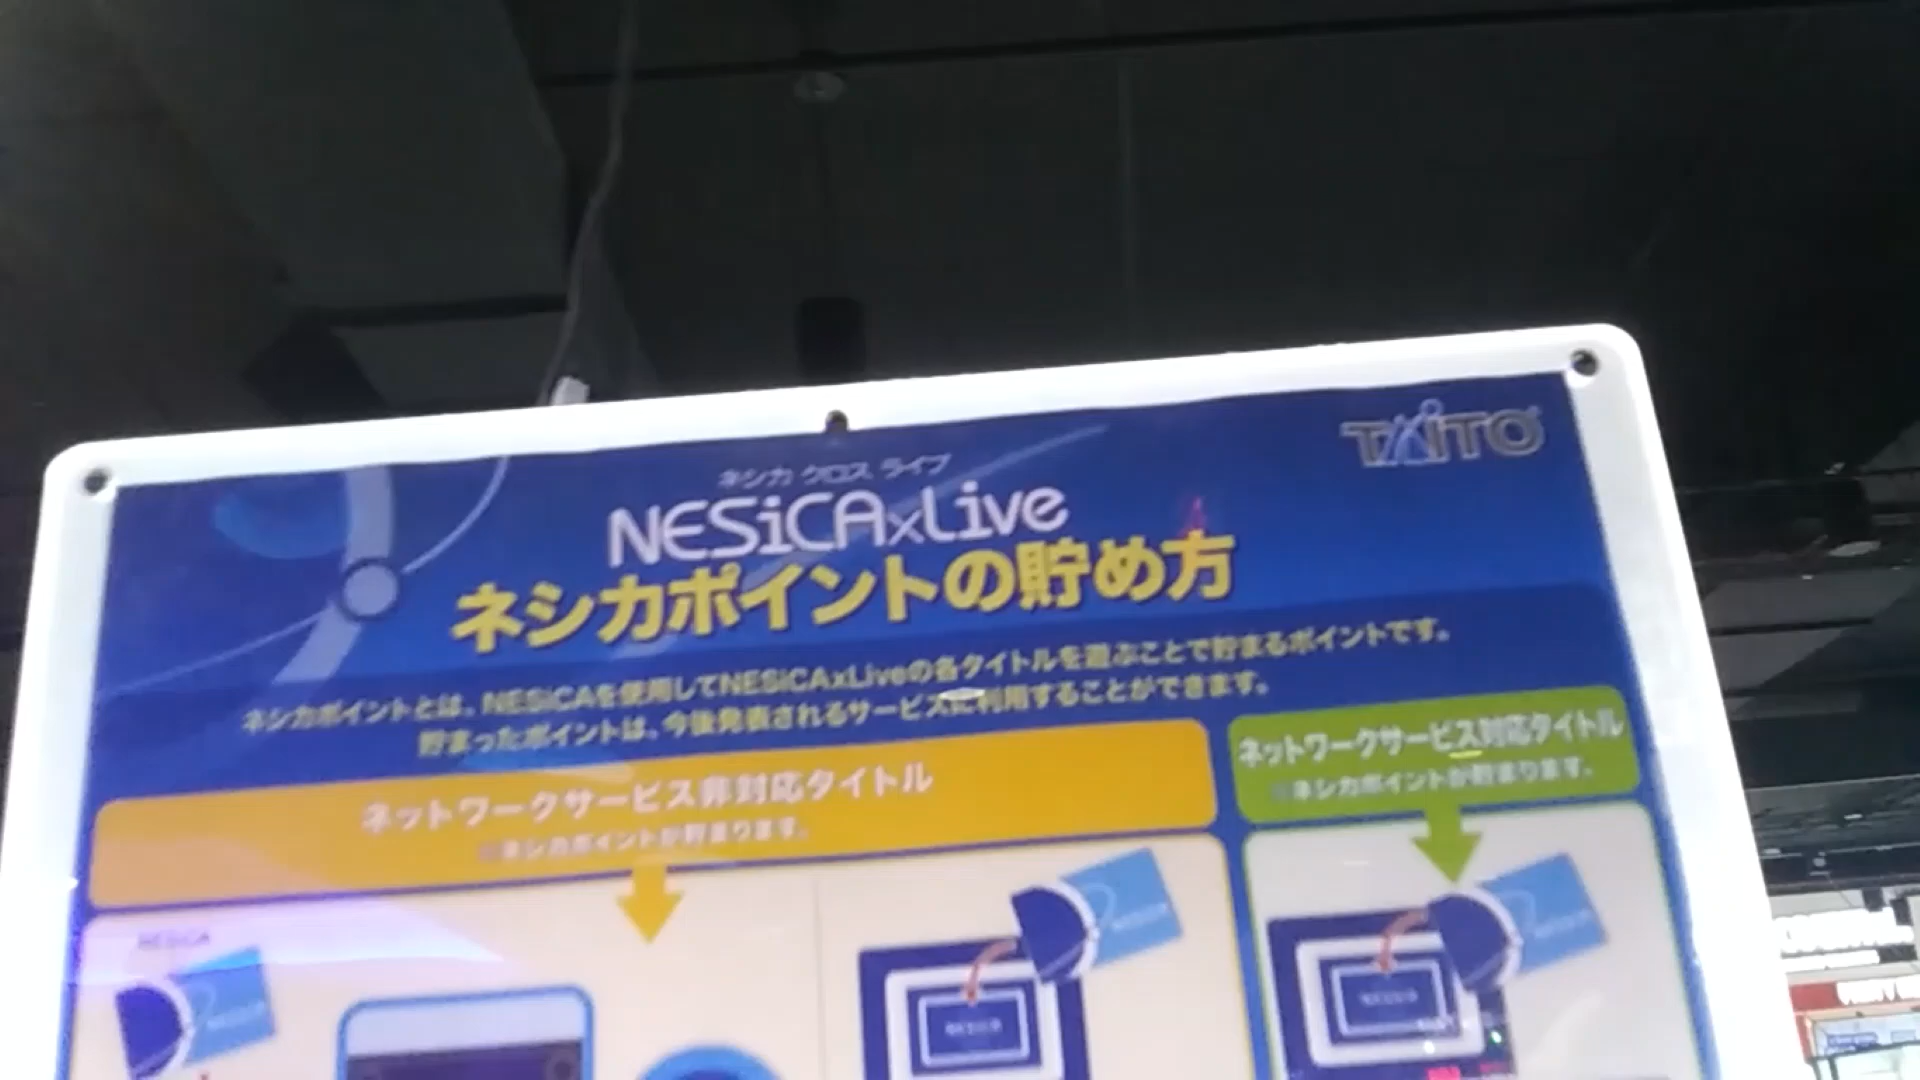 TAiTO
ネシカ クロス ライブ
NESiCAxLive
ネシカポイントの貯め方
ネシカポイントとは、NESiCAを使用してNESiCAxLiveの各タイトルを遊ぶことで貯まるポイントです。
貯まったポイントは、今後発表されるサービスに利用することができます。
ネットワークサービス非対応タイトル
※ネシカポイントが貯まります。
ネットワークサービス対応タイトル
※ネシカポイントが貯まります。
NESiCA
NESiCA
NESiCA
NESiCA